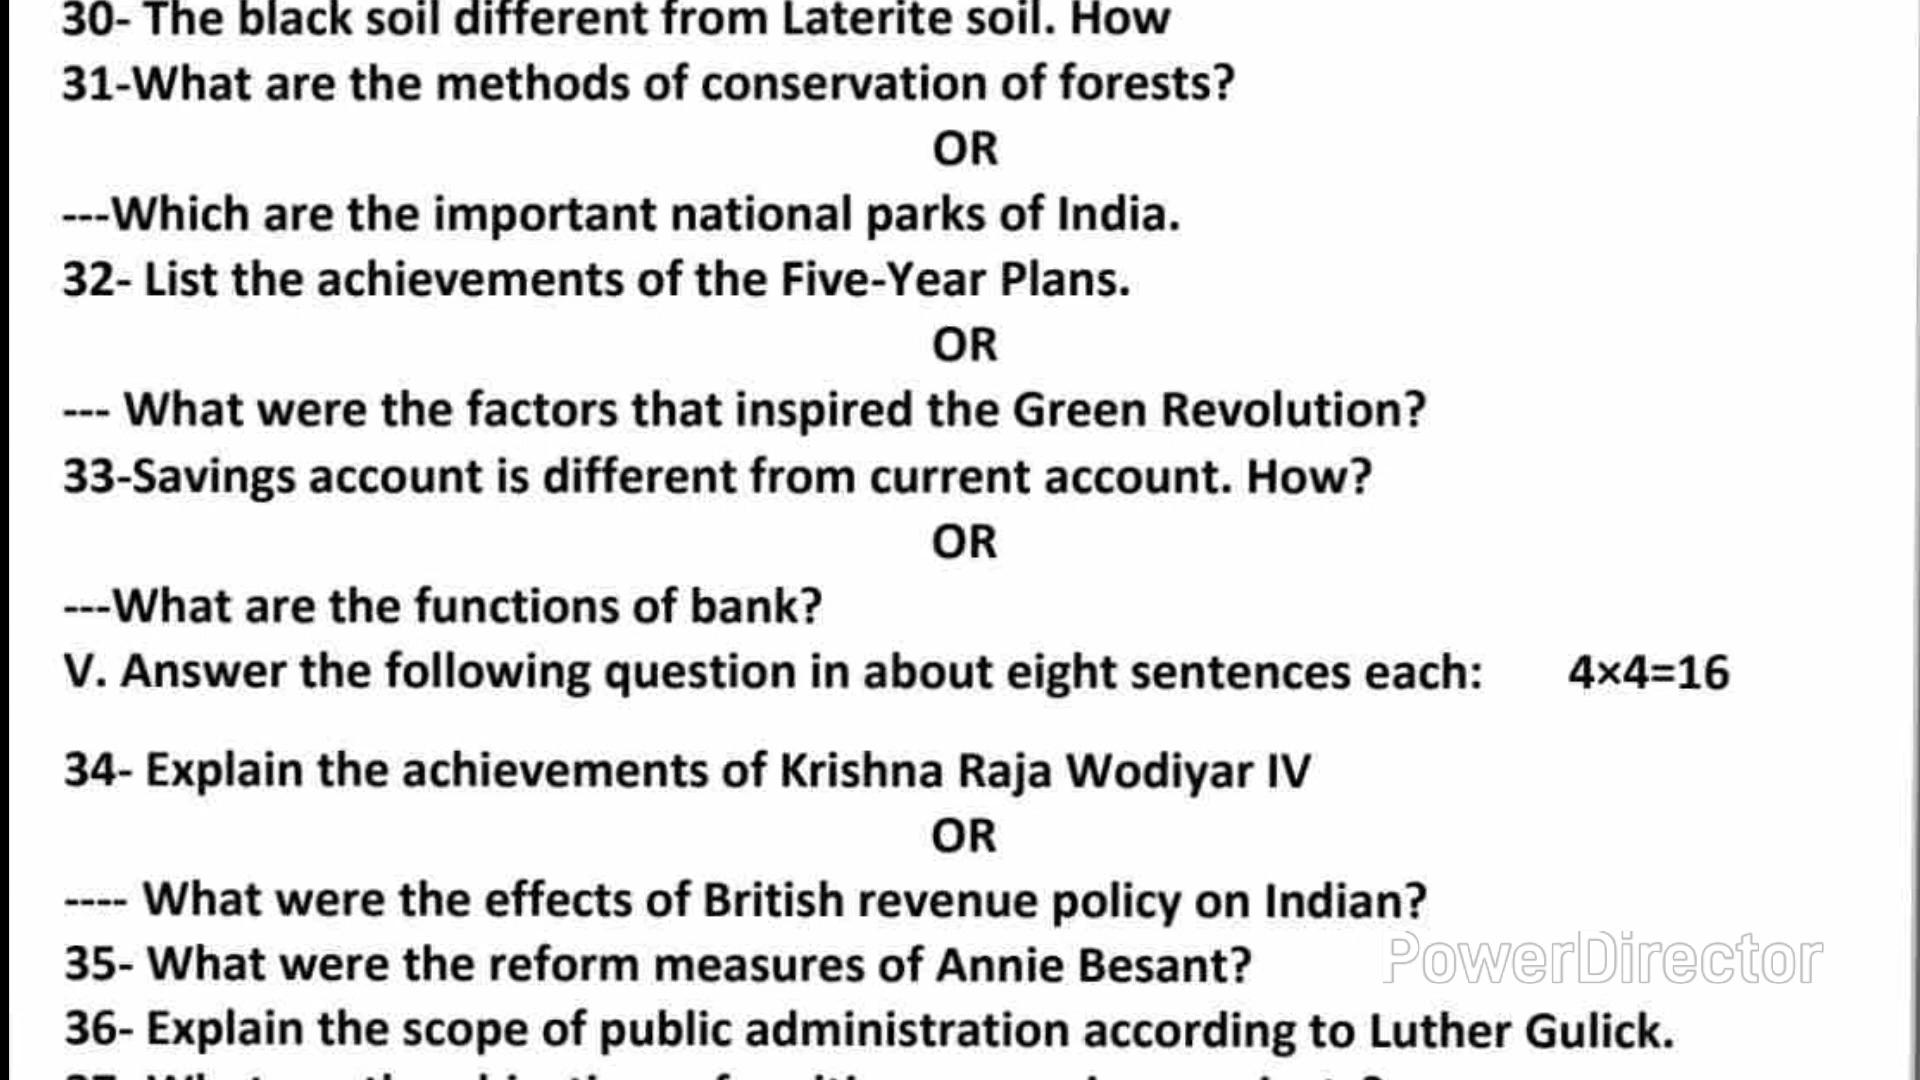 30- The black soil different from Laterite soil. How
31-What are the methods of conservation of forests?
OR
---Which are the important national parks of India.
32- List the achievements of the Five-Year Plans.
OR
--- What were the factors that inspired the Green Revolution?
33-Savings account is different from current account. How?
OR
---What are the functions of bank?
V. Answer the following question in about eight sentences each: 4×4=16
34- Explain the achievements of Krishna Raja Wodiyar IV
OR
---- What were the effects of British revenue policy on Indian?
35- What were the reform measures of Annie Besant?
PowerDirector
36- Explain the scope of public administration according to Luther Gulick.